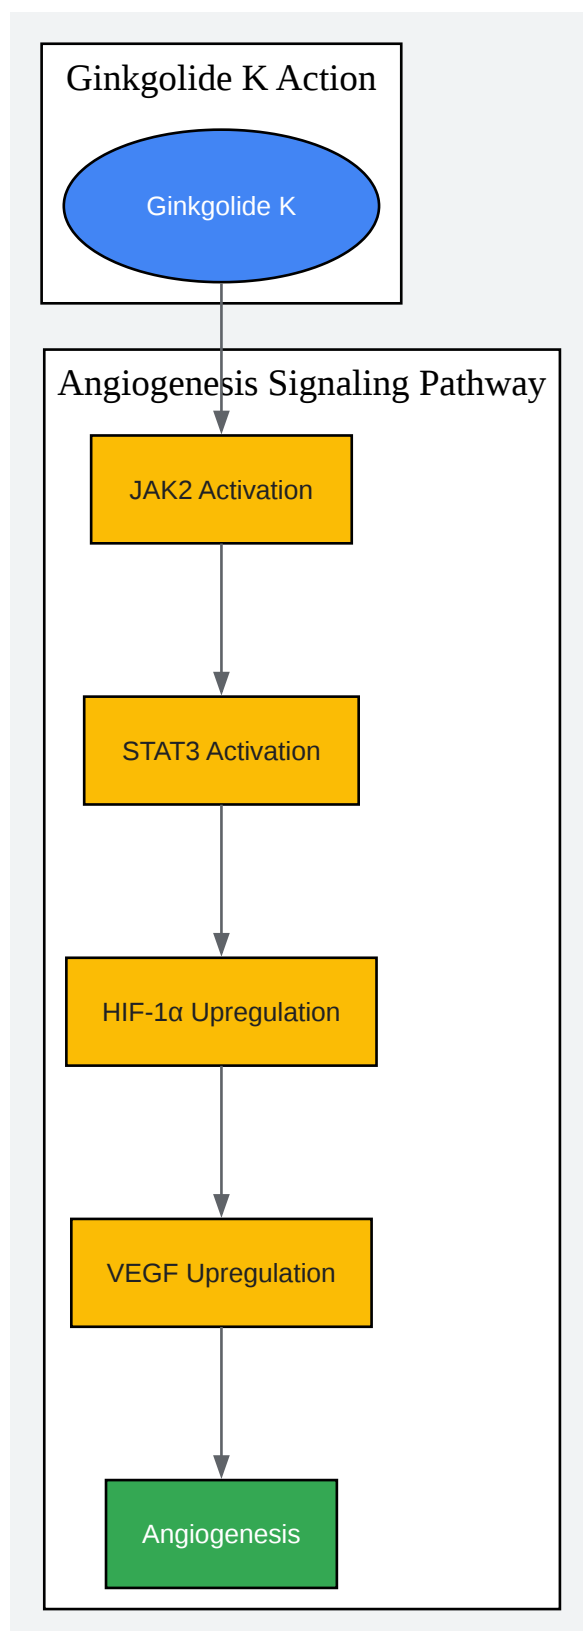 Ginkgolide K Action
Ginkgolide K
Angiogenesis Signaling Pathway
JAK2 Activation
STAT3 Activation
HIF-1α Upregulation
VEGF Upregulation
Angiogenesis